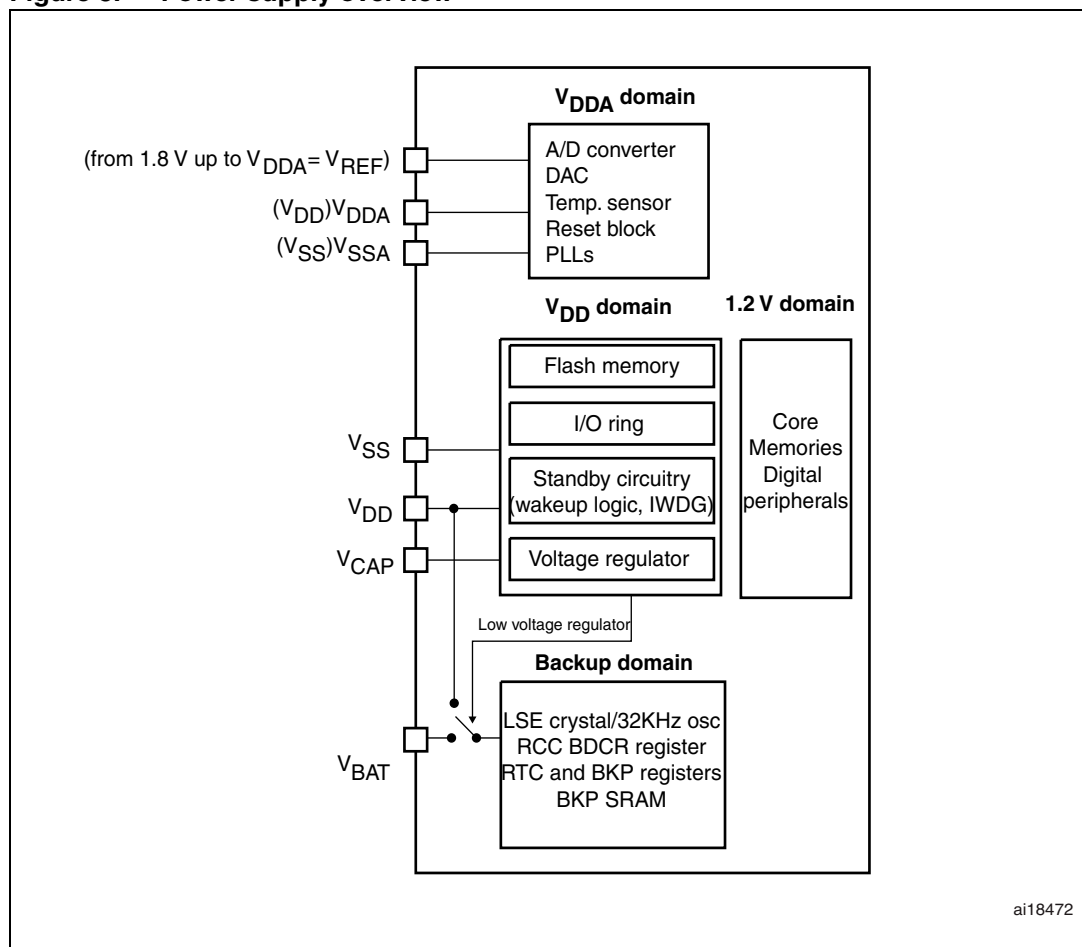 V_DDA domain
(from 1.8 V up to V_DDA= V_REF)
(V_DD)V_DDA
(V_SS)V_SSA
A/D converter
DAC
Temp. sensor
Reset block
PLLs
V_DD domain
1.2 V domain
Flash memory
I/O ring
Standby circuitry
(wakeup logic, IWDG)
Voltage regulator
Core
Memories
Digital
peripherals
V_SS
V_DD
V_CAP
Low voltage regulator
Backup domain
LSE crystal/32KHz osc
RCC BDCR register
RTC and BKP registers
BKP SRAM
V_BAT
ai18472